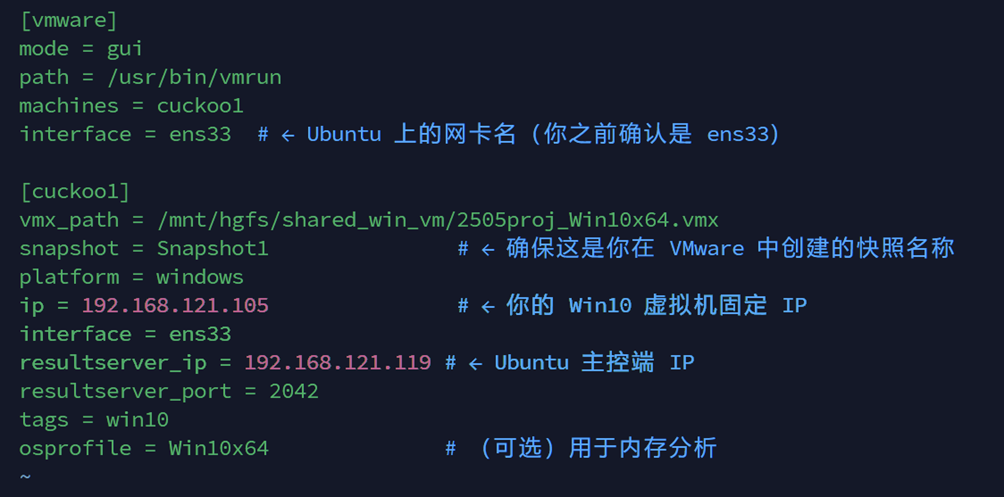 [vmware]
mode = gui
path = /usr/bin/vmrun
machines = cuckoo1
interface = ens33  # ← Ubuntu 上的网卡名（你之前确认是 ens33）
[cuckoo1]
vmx_path = /mnt/hgfs/shared_win_vm/2505proj_Win10x64.vmx
snapshot = Snapshot1               # ← 确保这是你在 VMware 中创建的快照名称
platform = windows
ip = 192.168.121.105               # ← 你的 Win10 虚拟机固定 IP
interface = ens33
resultserver_ip = 192.168.121.119 # ← Ubuntu 主控端 IP
resultserver_port = 2042
tags = win10
osprofile = Win10x64              # （可选）用于内存分析
~